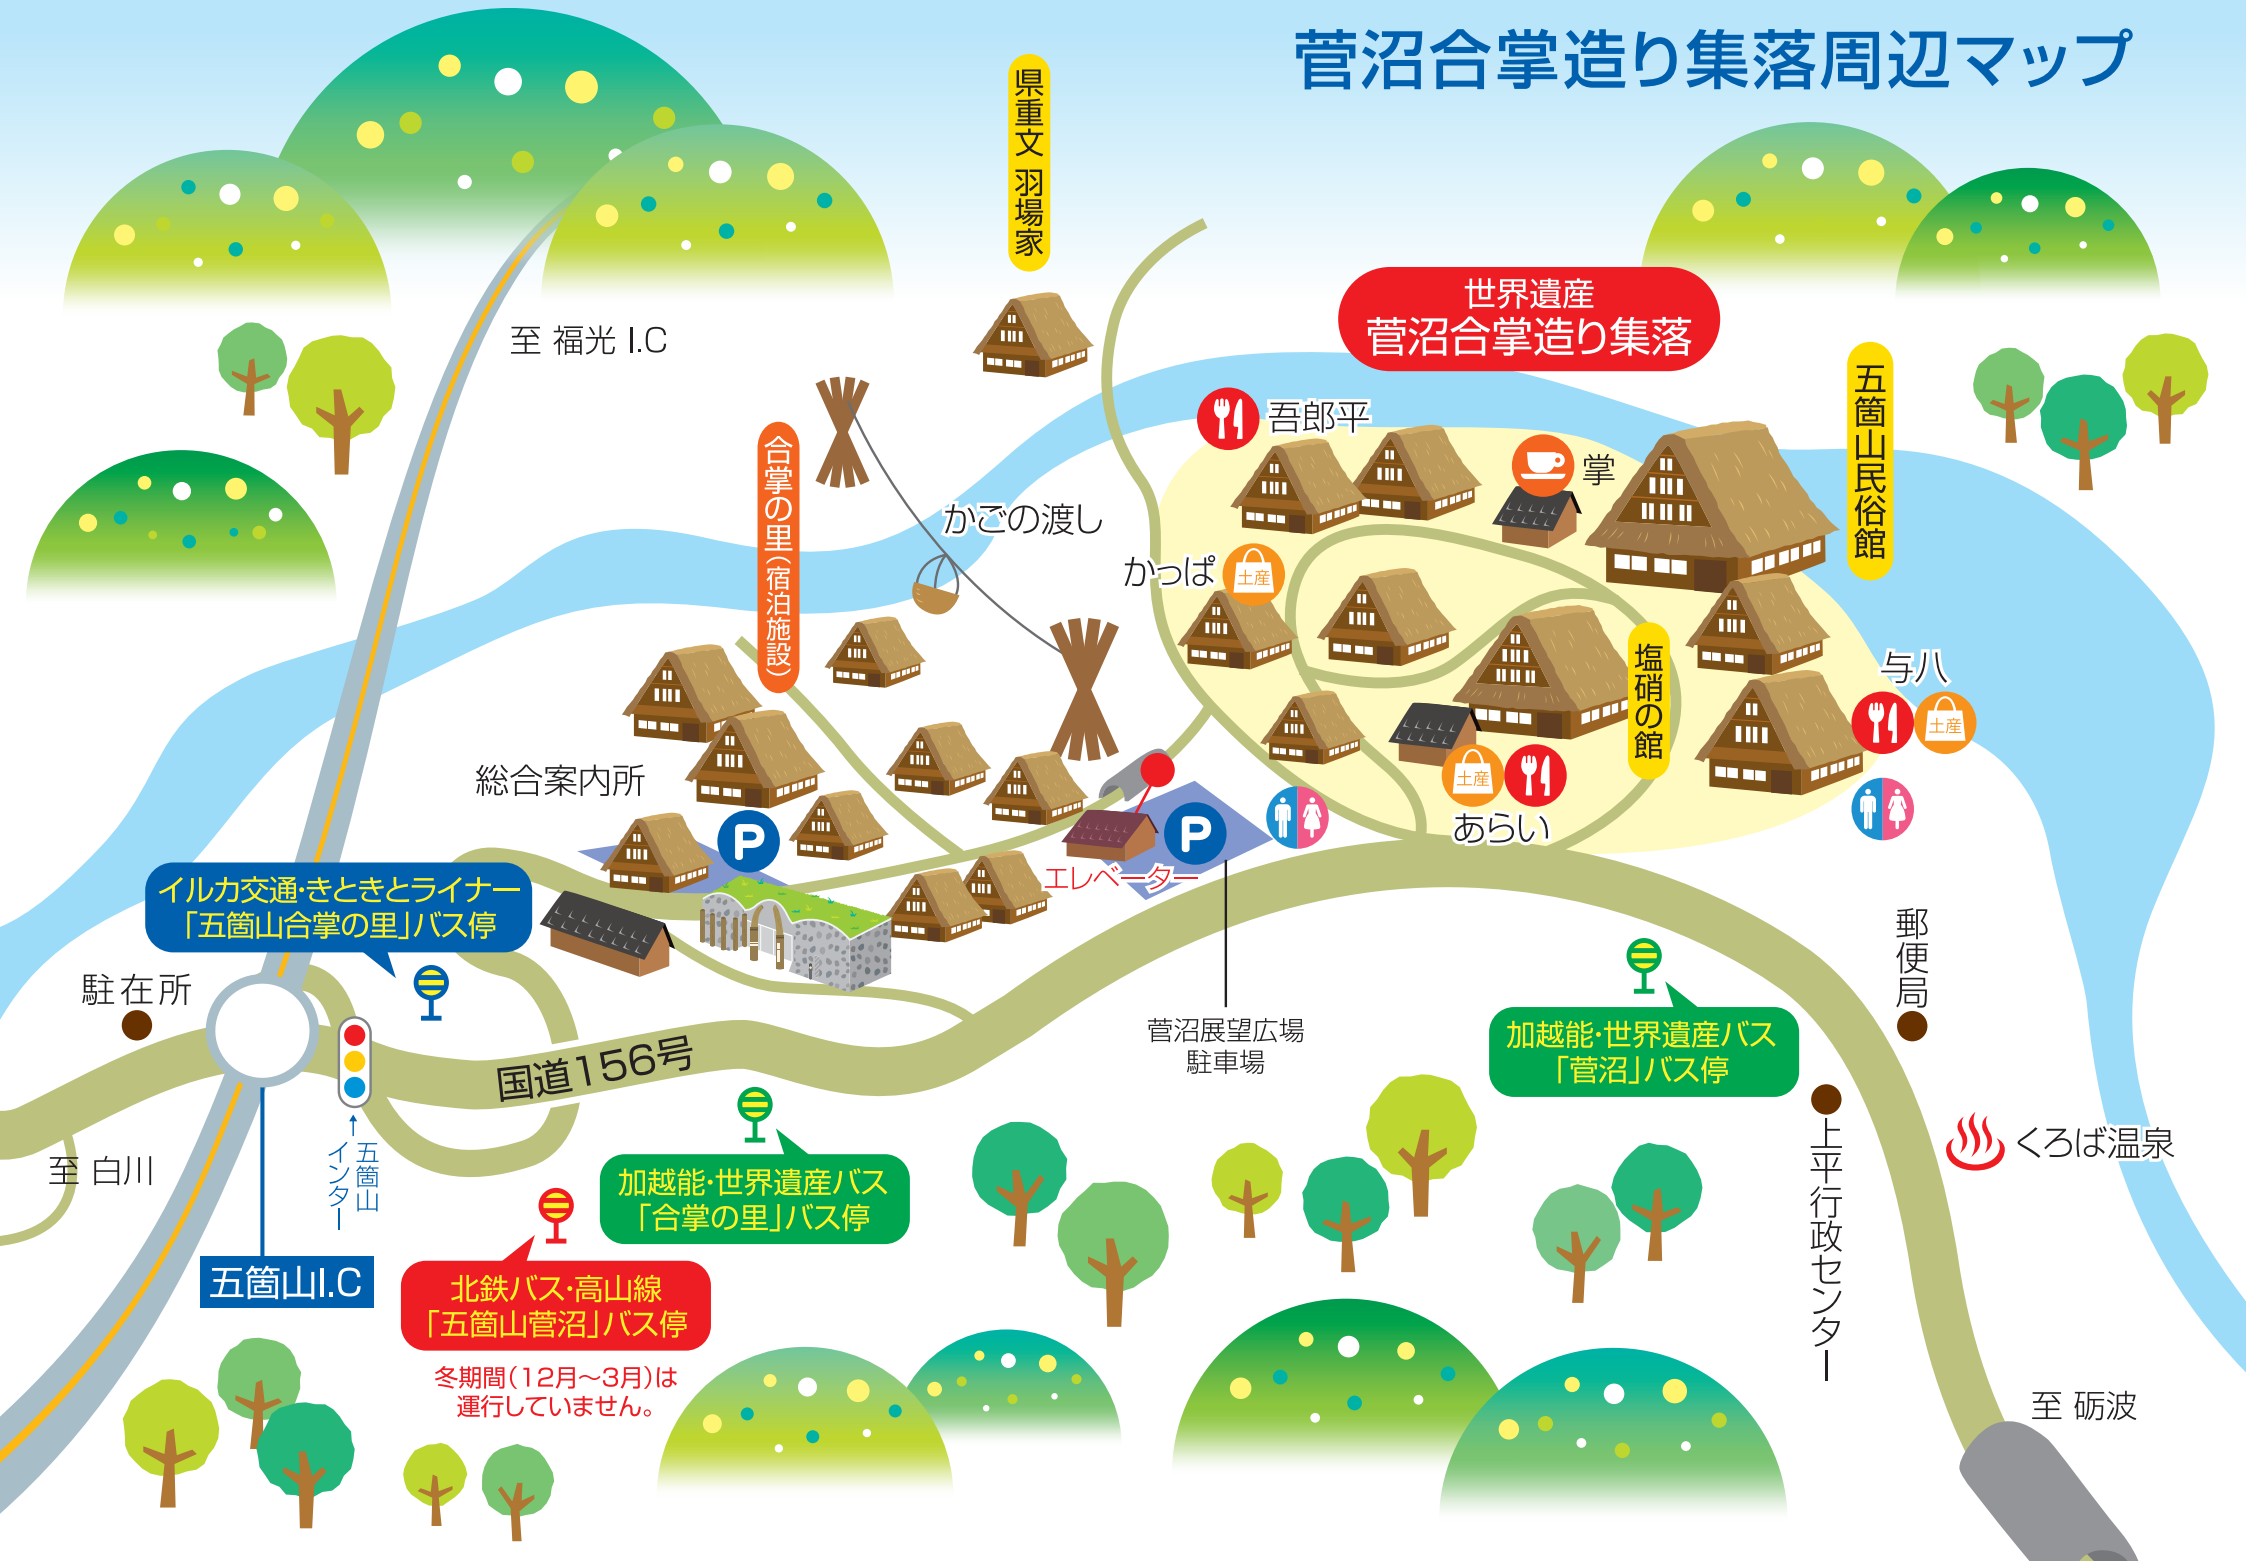 菅沼合掌造り集落周辺マップ
県重文 羽場家
世界遺産
菅沼合掌造り集落
至 福光 I.C
五箇山民俗館
吾郎平
掌
合掌の里(宿泊施設)
かごの渡し
かっぱ
土産
塩硝の館
与八
土産
総合案内所
P
P
土産
あらい
エレベーター
イルカ交通・きときとライナー
「五箇山合掌の里」バス停
駐在所
郵便局
菅沼展望広場
駐車場
加越能・世界遺産バス
「菅沼」バス停
国道156号
上平行政センター
くろば温泉
至 白川
←五箇山
インター
加越能・世界遺産バス
「合掌の里」バス停
五箇山I.C
北鉄バス・高山線
「五箇山菅沼」バス停
冬期間(12月～3月)は
運行していません。
至 砺波